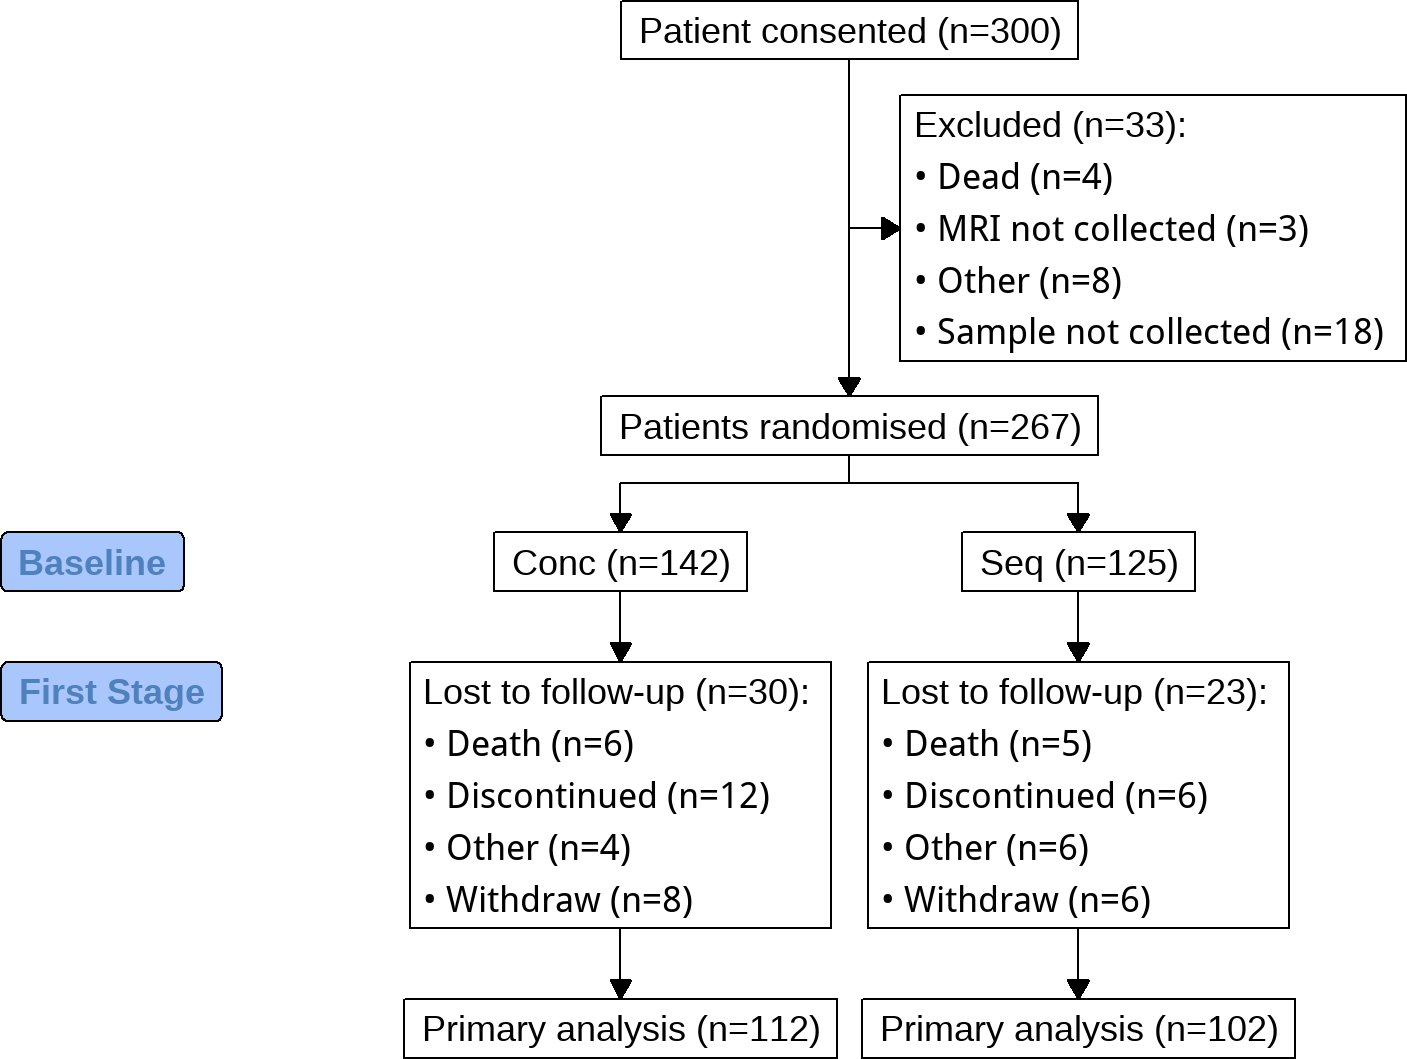 Patient consented (n=300)
Excluded (n=33):
• Dead (n=4)
• MRI not collected (n=3)
• Other (n=8)
• Sample not collected (n=18)
Patients randomised (n=267)
Baseline
Conc (n=142)
Seq (n=125)
First Stage
Lost to follow-up (n=30):
• Death (n=6)
• Discontinued (n=12)
• Other (n=4)
• Withdraw (n=8)
Lost to follow-up (n=23):
• Death (n=5)
• Discontinued (n=6)
• Other (n=6)
• Withdraw (n=6)
Primary analysis (n=112)
Primary analysis (n=102)